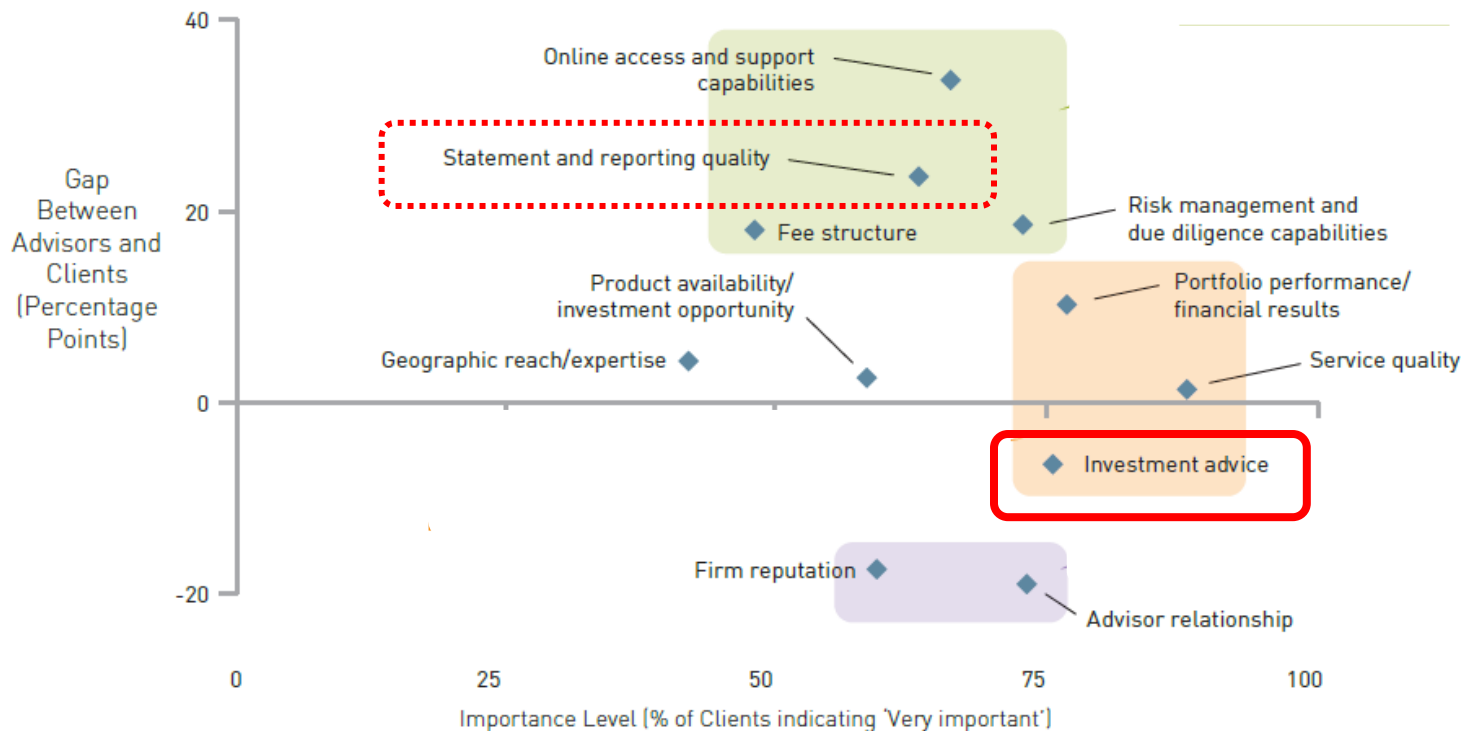 40
Online access and support
capabilities
Statement and reporting quality
Gap
Between
Advisors and
Clients
(Percentage
Points)
20
Risk management and
due diligence capabilities
Fee structure
Product availability/
investment opportunity
Portfolio performance/
financial results
Geographic reach/expertise
Service quality
0
Investment advice
Firm reputation
-20
Advisor relationship
0
25
50
75
100
Importance Level (% of Clients indicating ‘Very important’)